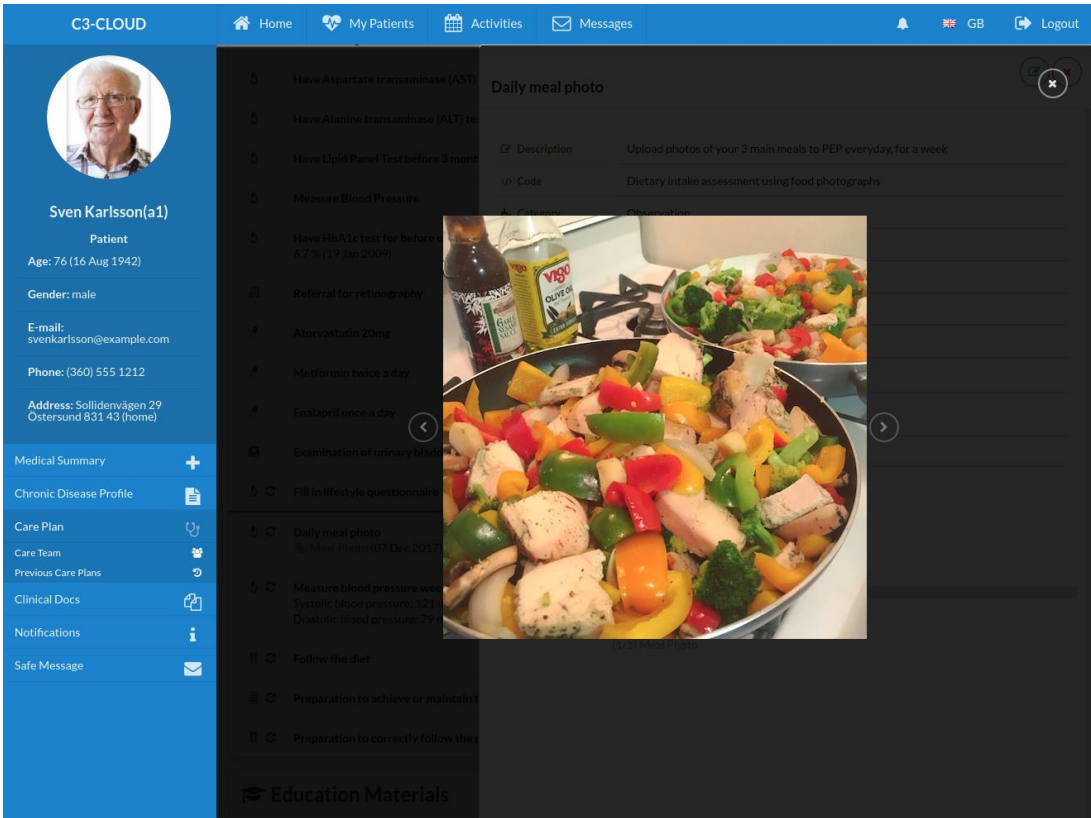 C3-CLOUD
Home My Patients Activities Messages GB Logout
Sven Karlsson(a1)
Patient
Age: 76 (16 Aug 1942)
Gender: male
E-mail:
svenkarlsson@example.com
Phone: (360) 555 1212
Address: Sollidenvägen 29
Östersund 831 43 (home)
Medical Summary
Chronic Disease Profile
Care Plan
Care Team
Previous Care Plans
Clinical Docs
Notifications
Safe Message
Have Aspartate transaminase (AST)
Have Alanine transaminase (ALT) te
Have Lipid Panel Test before 3 mont
Measure Blood Pressure
Have HbA1c test for before
6.7 % (19 Jan 2009)
Referral for retinography
Atorvastatin 20mg
Metformin twice a day
Enalapril once a day
Examination of urinary bladd
Fill in lifestyle questionnaire
Daily meal photo
Meal Photo (07 Dec 2017)
Measure blood pressure wee
Systolic blood pressure: 121
Diastolic blood pressure: 79
Follow the diet
Preparation to achieve or maintain t
Preparation to correctly follow the
Education Materials
Daily meal photo
Description Upload photos of your 3 main meals to PEP everyday, for a week
Code Dietary intake assessment using food photographs
Category Observation
VIGO
OLIVE OIL
(1/1) Meal Photo